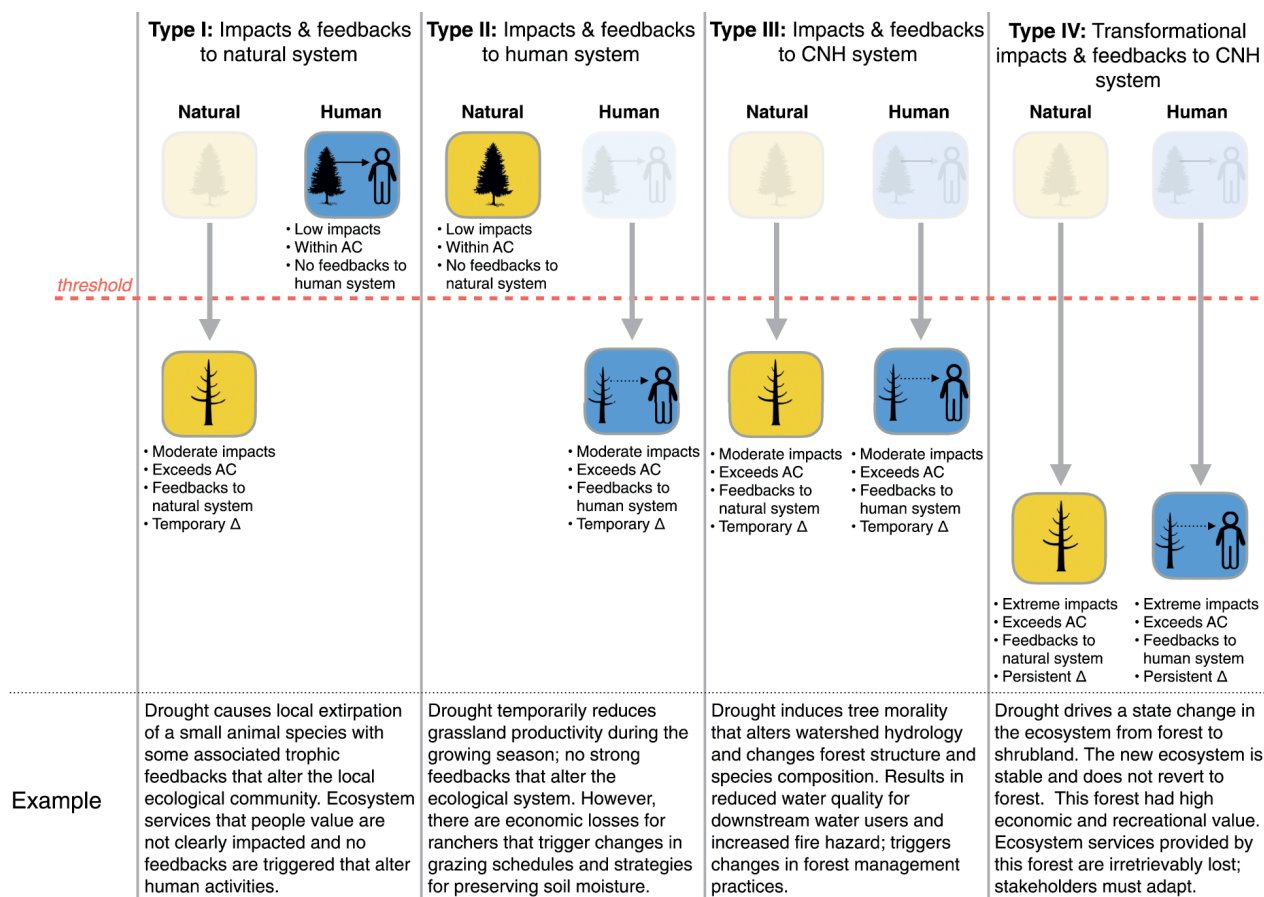 Type I: Impacts & feedbacks
to natural system
Natural
Human
• Low impacts
• Within AC
• No feedbacks to
human system
• Moderate impacts
• Exceeds AC
• Feedbacks to
natural system
• Temporary Δ
Type II: Impacts & feedbacks
to human system
Natural
Human
• Low impacts
• Within AC
• No feedbacks to
natural system
• Moderate impacts
• Exceeds AC
• Feedbacks to
human system
• Temporary Δ
Type III: Impacts & feedbacks
to CNH system
Natural
Human
• Moderate impacts
• Exceeds AC
• Feedbacks to
natural system
• Temporary Δ
• Moderate impacts
• Exceeds AC
• Feedbacks to
human system
• Temporary Δ
Type IV: Transformational
impacts & feedbacks to CNH
system
Natural
Human
• Extreme impacts
• Exceeds AC
• Feedbacks to
natural system
• Persistent Δ
• Extreme impacts
• Exceeds AC
• Feedbacks to
human system
• Persistent Δ
threshold
Example
Drought causes local extirpation
of a small animal species with
some associated trophic
feedbacks that alter the local
ecological community. Ecosystem
services that people value are
not clearly impacted and no
feedbacks are triggered that alter
human activities.
Drought temporarily reduces
grassland productivity during the
growing season; no strong
feedbacks that alter the
ecological system. However,
there are economic losses for
ranchers that trigger changes in
grazing schedules and strategies
for preserving soil moisture.
Drought induces tree morality
that alters watershed hydrology
and changes forest structure and
species composition. Results in
reduced water quality for
downstream water users and
increased fire hazard; triggers
changes in forest management
practices.
Drought drives a state change in
the ecosystem from forest to
shrubland. The new ecosystem is
stable and does not revert to
forest. This forest had high
economic and recreational value.
Ecosystem services provided by
this forest are irretrievably lost;
stakeholders must adapt.